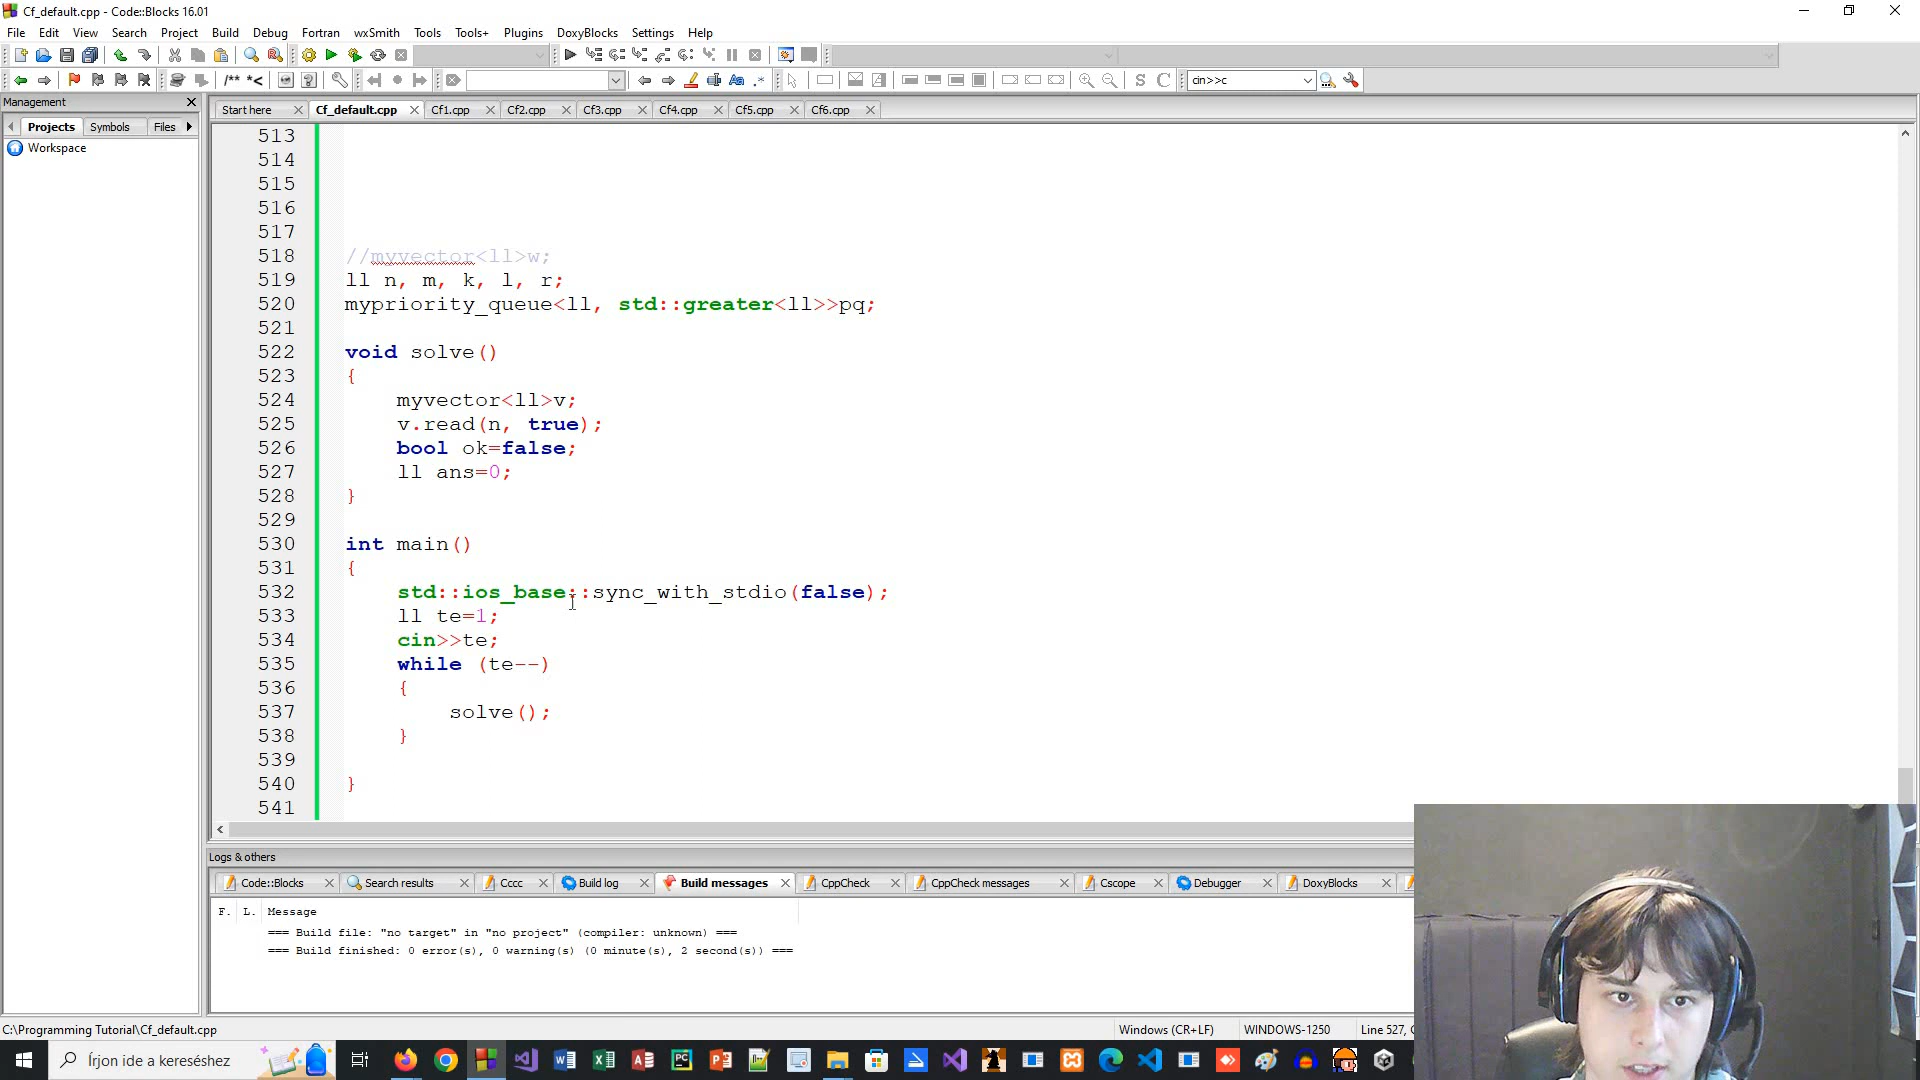 Cf_default.cpp - Code::Blocks 16.01
File Edit View Search Project Build Debug Fortran wxSmith Tools Tools+ Plugins DoxyBlocks Settings Help
/** *< cin>>c
Management
Projects Symbols Files
Workspace
Start here Cf_default.cpp Cf1.cpp Cf2.cpp Cf3.cpp Cf4.cpp Cf5.cpp Cf6.cpp
513
514
515
516
517
518 //myvector<ll>w;
519 ll n, m, k, l, r;
520 mypriority_queue<ll, std::greater<ll>>pq;
521
522 void solve()
523 {
524 myvector<ll>v;
525 v.read(n, true);
526 bool ok=false;
527 ll ans=0;
528 }
529
530 int main()
531 {
532 std::ios_base::sync_with_stdio(false);
533 ll te=1;
534 cin>>te;
535 while (te--)
536 {
537 solve();
538 }
539
540 }
541
Logs & others
Code::Blocks Search results Cccc Build log Build messages CppCheck CppCheck messages Cscope Debugger DoxyBlocks
F. L. Message
=== Build file: "no target" in "no project" (compiler: unknown) ===
=== Build finished: 0 error(s), 0 warning(s) (0 minute(s), 2 second(s)) ===
C:\Programming Tutorial\Cf_default.cpp Windows (CR+LF) WINDOWS-1250 Line 527,
Írjon ide a kereséshez